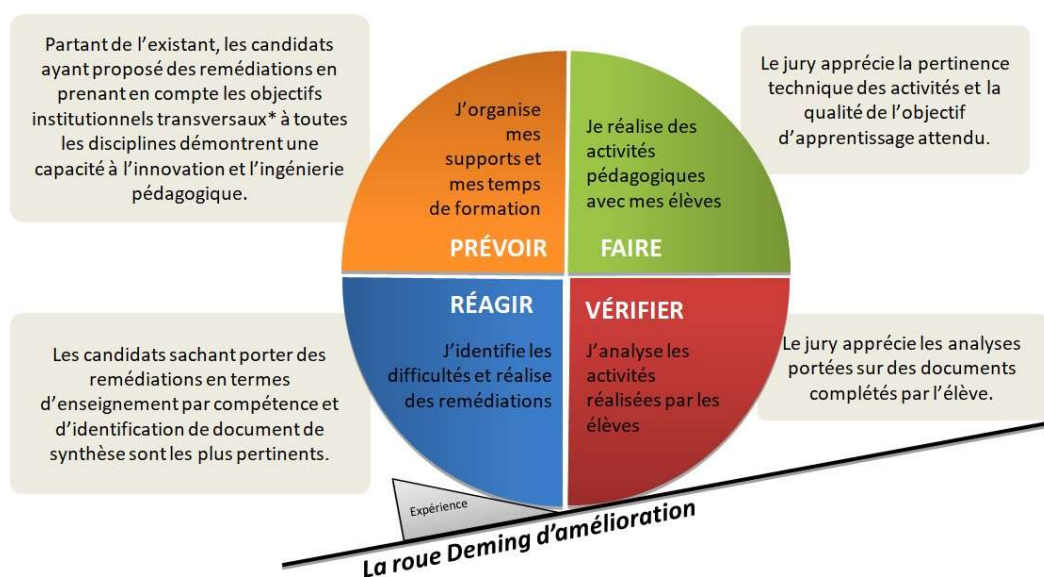 Partant de l’existant, les candidats
ayant proposé des remédiations en
prenant en compte les objectifs
institutionnels transversaux* à toutes
les disciplines démontrent une
capacité à l’innovation et l’ingénierie
pédagogique.
J’organise
mes
supports et
mes temps
de formation
PRÉVOIR
Je réalise des
activités
pédagogiques
avec mes élèves
FAIRE
Le jury apprécie la pertinence
technique des activités et la
qualité de l’objectif
d’apprentissage attendu.
Les candidats sachant porter des
remédiations en termes
d’enseignement par compétence et
d’identification de document de
synthèse sont les plus pertinents.
RÉAGIR
J’identifie les
difficultés et réalise
des remédiations
VÉRIFIER
J’analyse les
activités
réalisées par les
élèves
Le jury apprécie les analyses
portées sur des documents
complétés par l’élève.
Expérience
La roue Deming d’amélioration